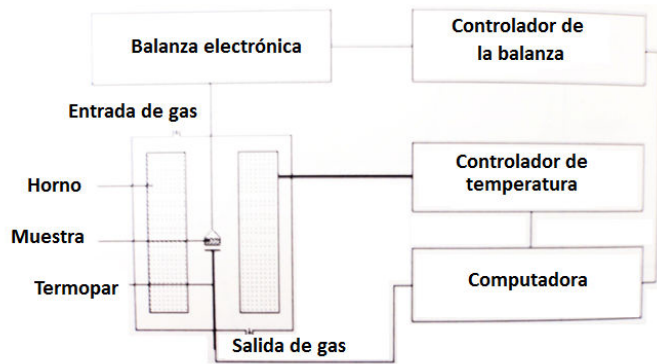 Balanza electrónica
Controlador de
la balanza
Entrada de gas
Horno
Controlador de
temperatura
Muestra
Termopar
Computadora
Salida de gas